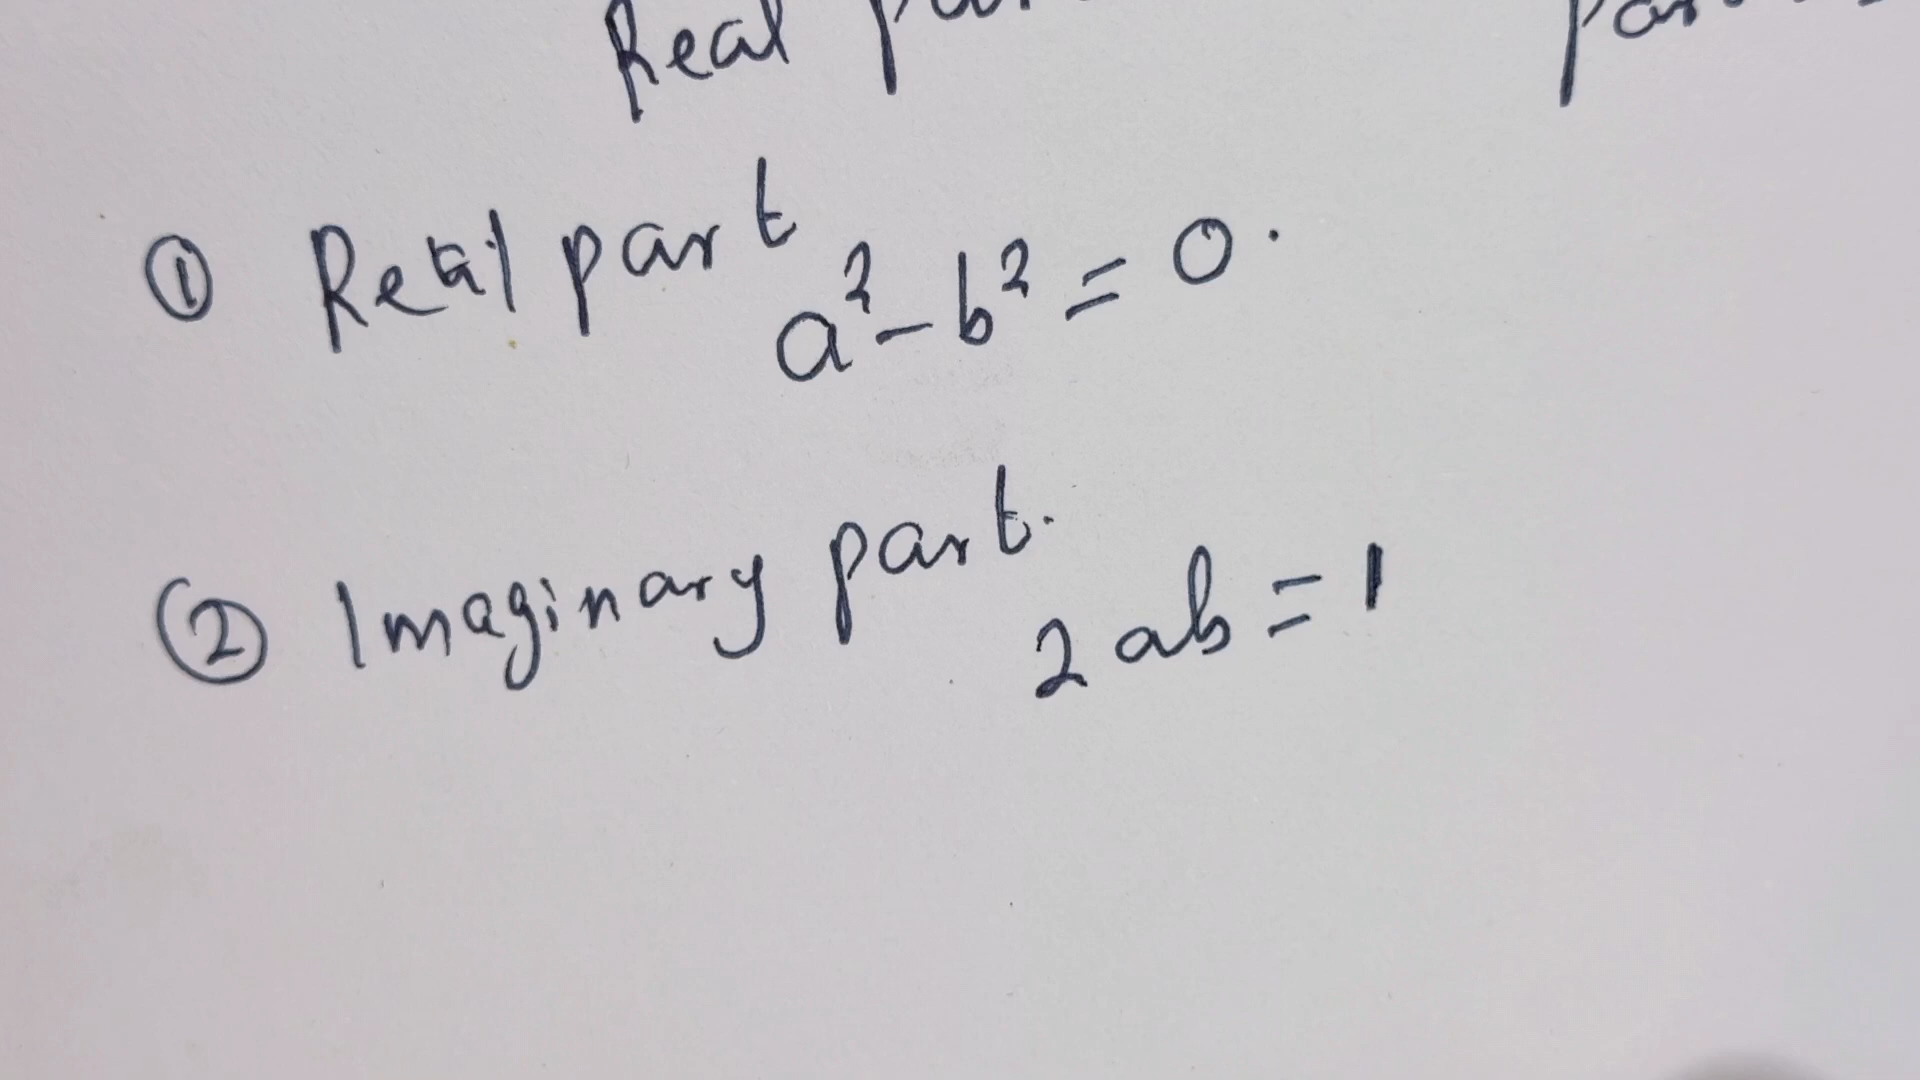 Real
① Real part
a² - b² = 0.
② Imaginary part.
2ab = 1